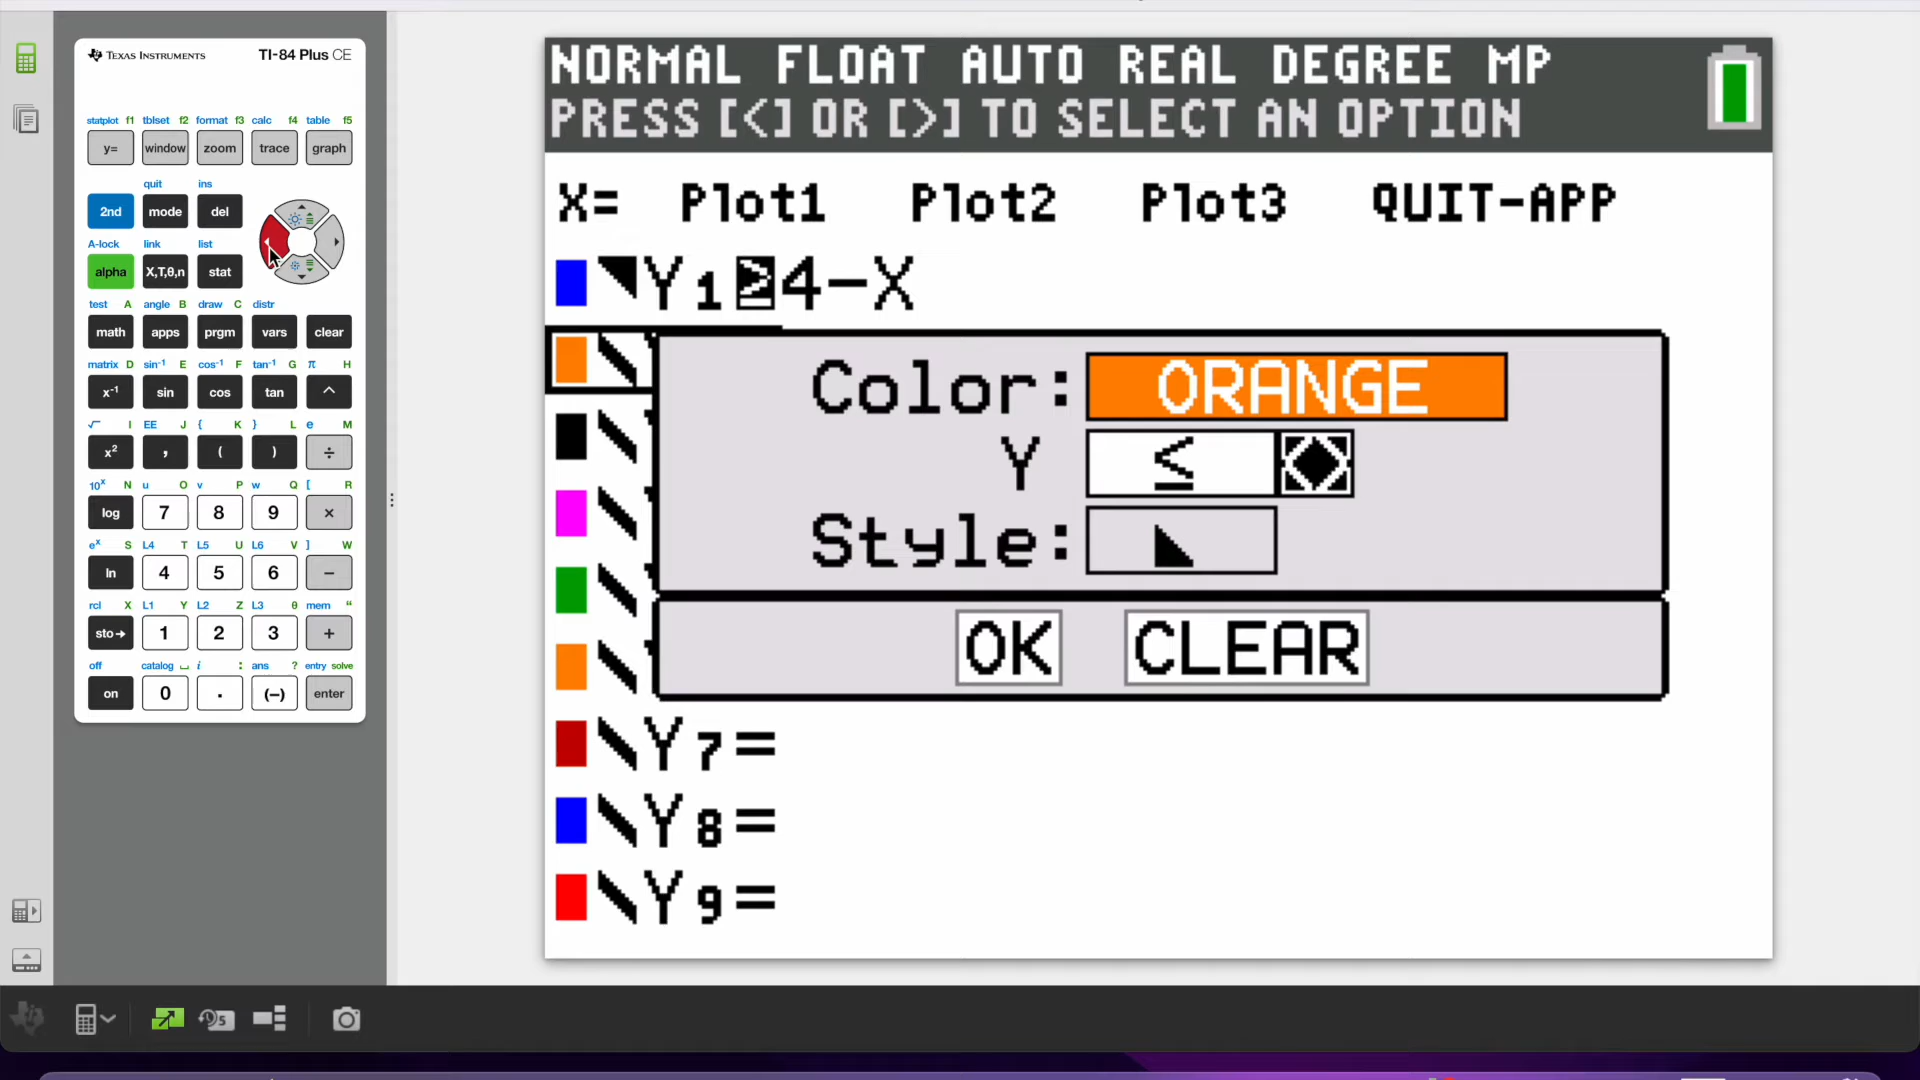 TEXAS INSTRUMENTS TI-84 Plus CE
statplot f1 tblset f2 format f3 calc f4 table f5
y= window zoom trace graph
quit ins
2nd mode del
A-lock link list
alpha X,T,θ,n stat
test A angle B draw C distr
math apps prgm vars clear
matrix D sin⁻¹ E cos⁻¹ F tan⁻¹ G π H
x⁻¹ sin cos tan ^
√ I EE J { K } L e M
x² , ( ) ÷
10ˣ N u O v P w Q [ R
log 7 8 9 ×
eˣ S L4 T L5 U L6 V ] W
ln 4 5 6 −
rcl X L1 Y L2 Z L3 θ mem "
sto→ 1 2 3 +
off catalog ⎵ i : ans ? entry solve
on 0 . (−) enter
NORMAL FLOAT AUTO REAL DEGREE MP
PRESS [<] OR [>] TO SELECT AN OPTION
X= Plot1 Plot2 Plot3 QUIT-APP
Y1≥4-X
Color: ORANGE
Y ≤
Style:
OK CLEAR
Y7=
Y8=
Y9=
5